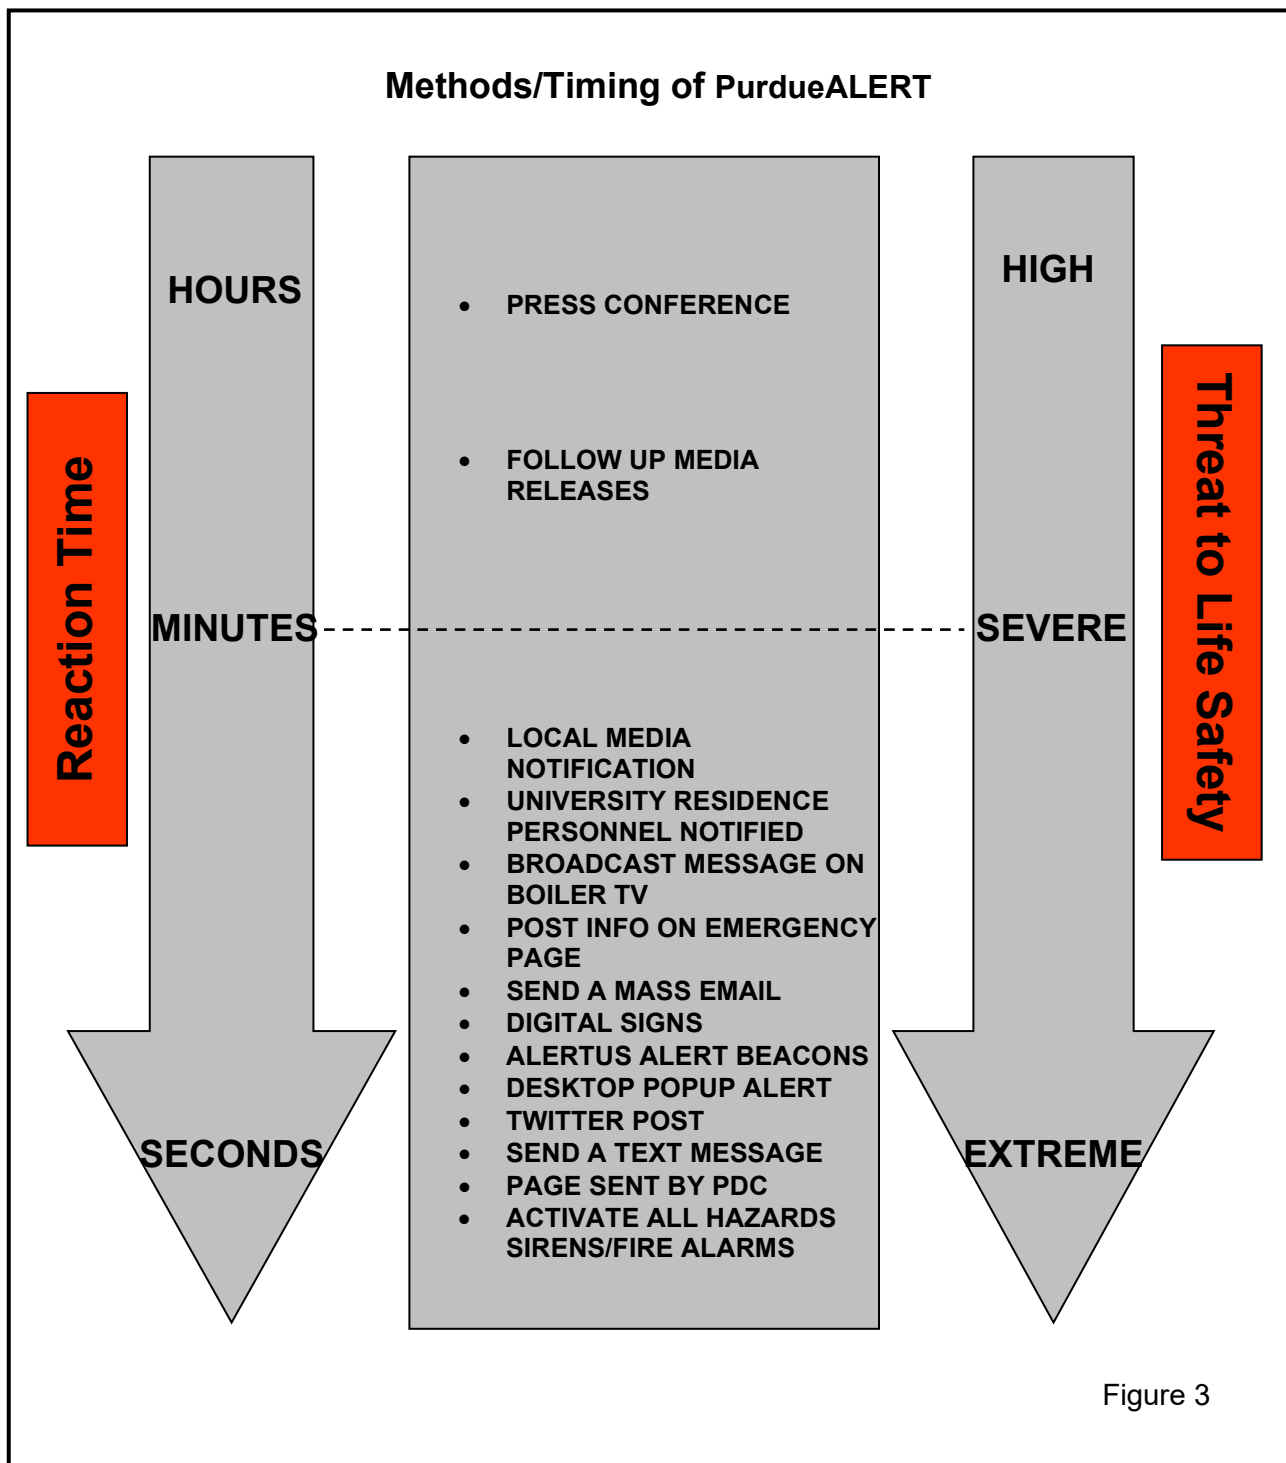 Methods/Timing of PurdueALERT
Reaction Time
HOURS
MINUTES
SECONDS
• PRESS CONFERENCE
• FOLLOW UP MEDIA
RELEASES
• LOCAL MEDIA
NOTIFICATION
• UNIVERSITY RESIDENCE
PERSONNEL NOTIFIED
• BROADCAST MESSAGE ON
BOILER TV
• POST INFO ON EMERGENCY
PAGE
• SEND A MASS EMAIL
• DIGITAL SIGNS
• ALERTUS ALERT BEACONS
• DESKTOP POPUP ALERT
• TWITTER POST
• SEND A TEXT MESSAGE
• PAGE SENT BY PDC
• ACTIVATE ALL HAZARDS
SIRENS/FIRE ALARMS
HIGH
SEVERE
EXTREME
Threat to Life Safety
Figure 3